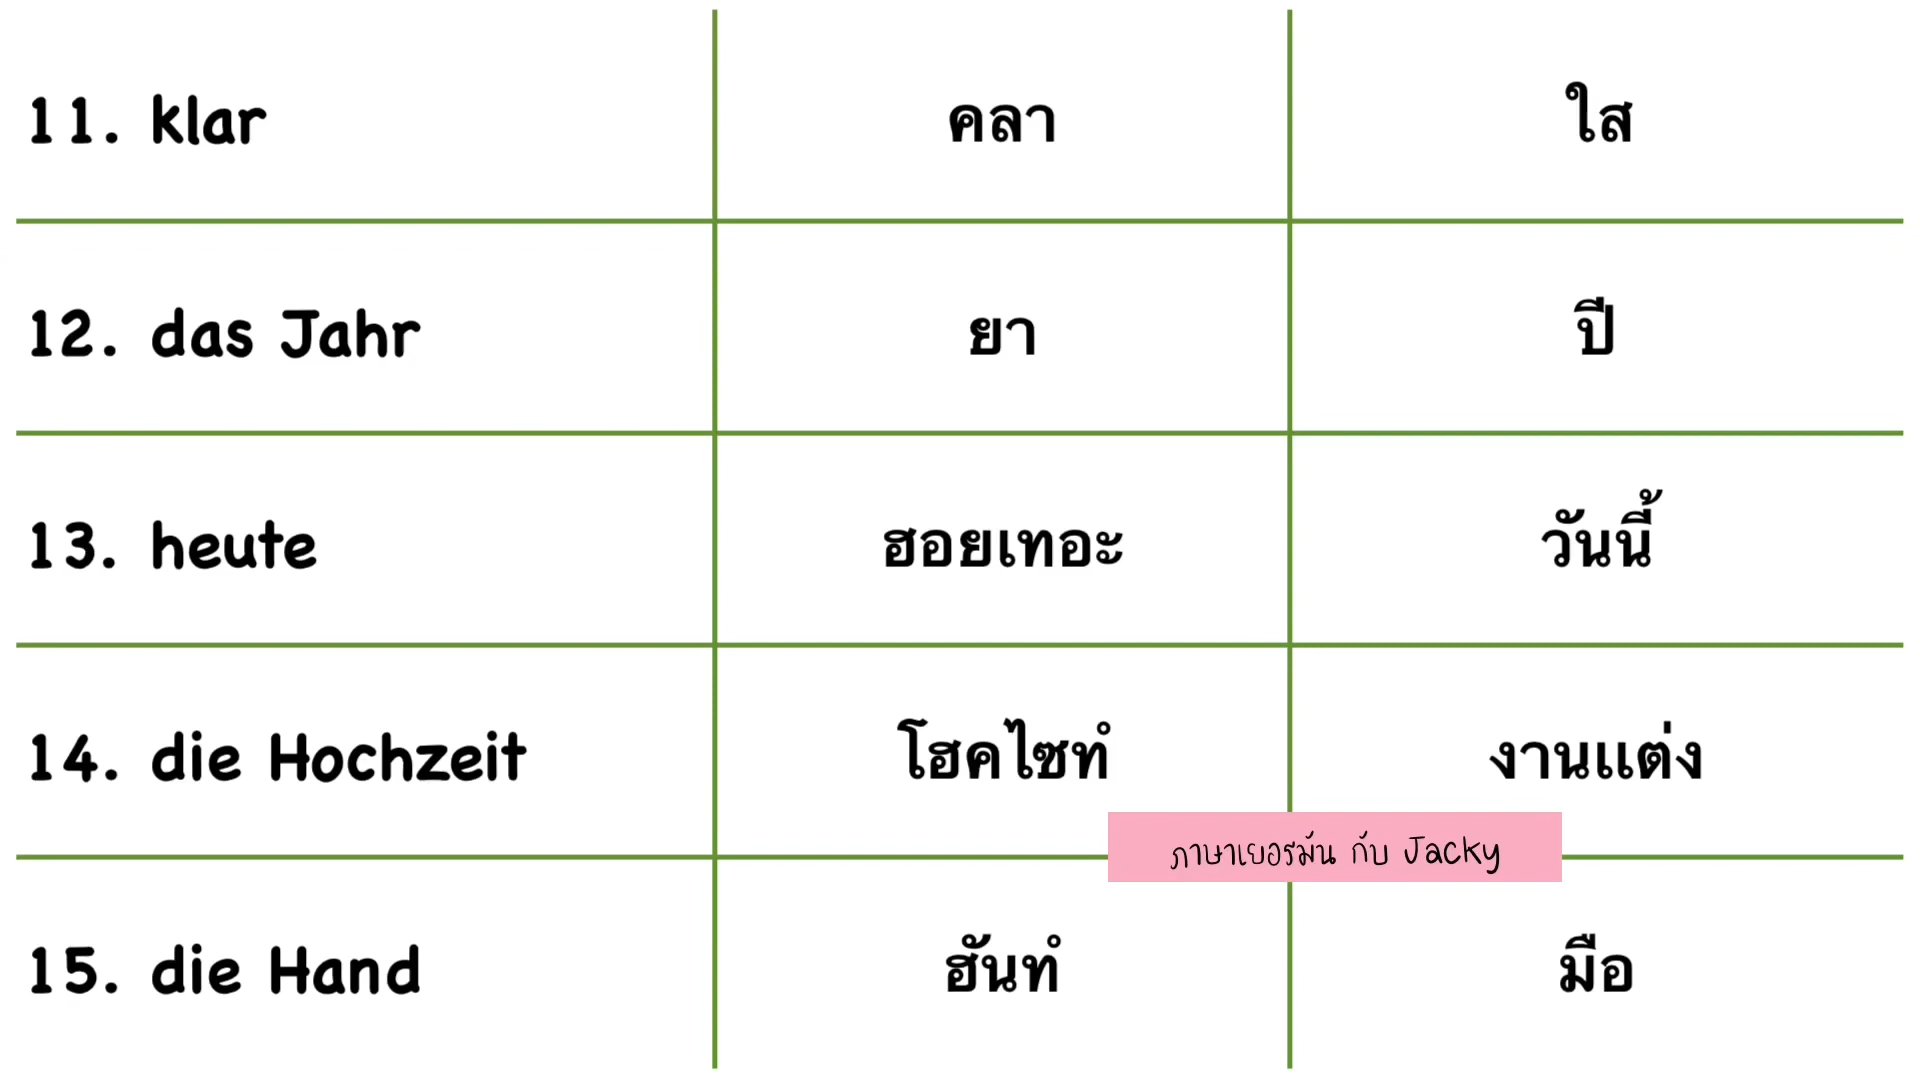 11. klar คลา ใส
12. das Jahr ยา ปี
13. heute ฮอยเทอะ วันนี้
14. die Hochzeit โฮคไซทํ งานแต่ง
ภาษาเยอรมัน กับ Jacky
15. die Hand ฮันทํ มือ